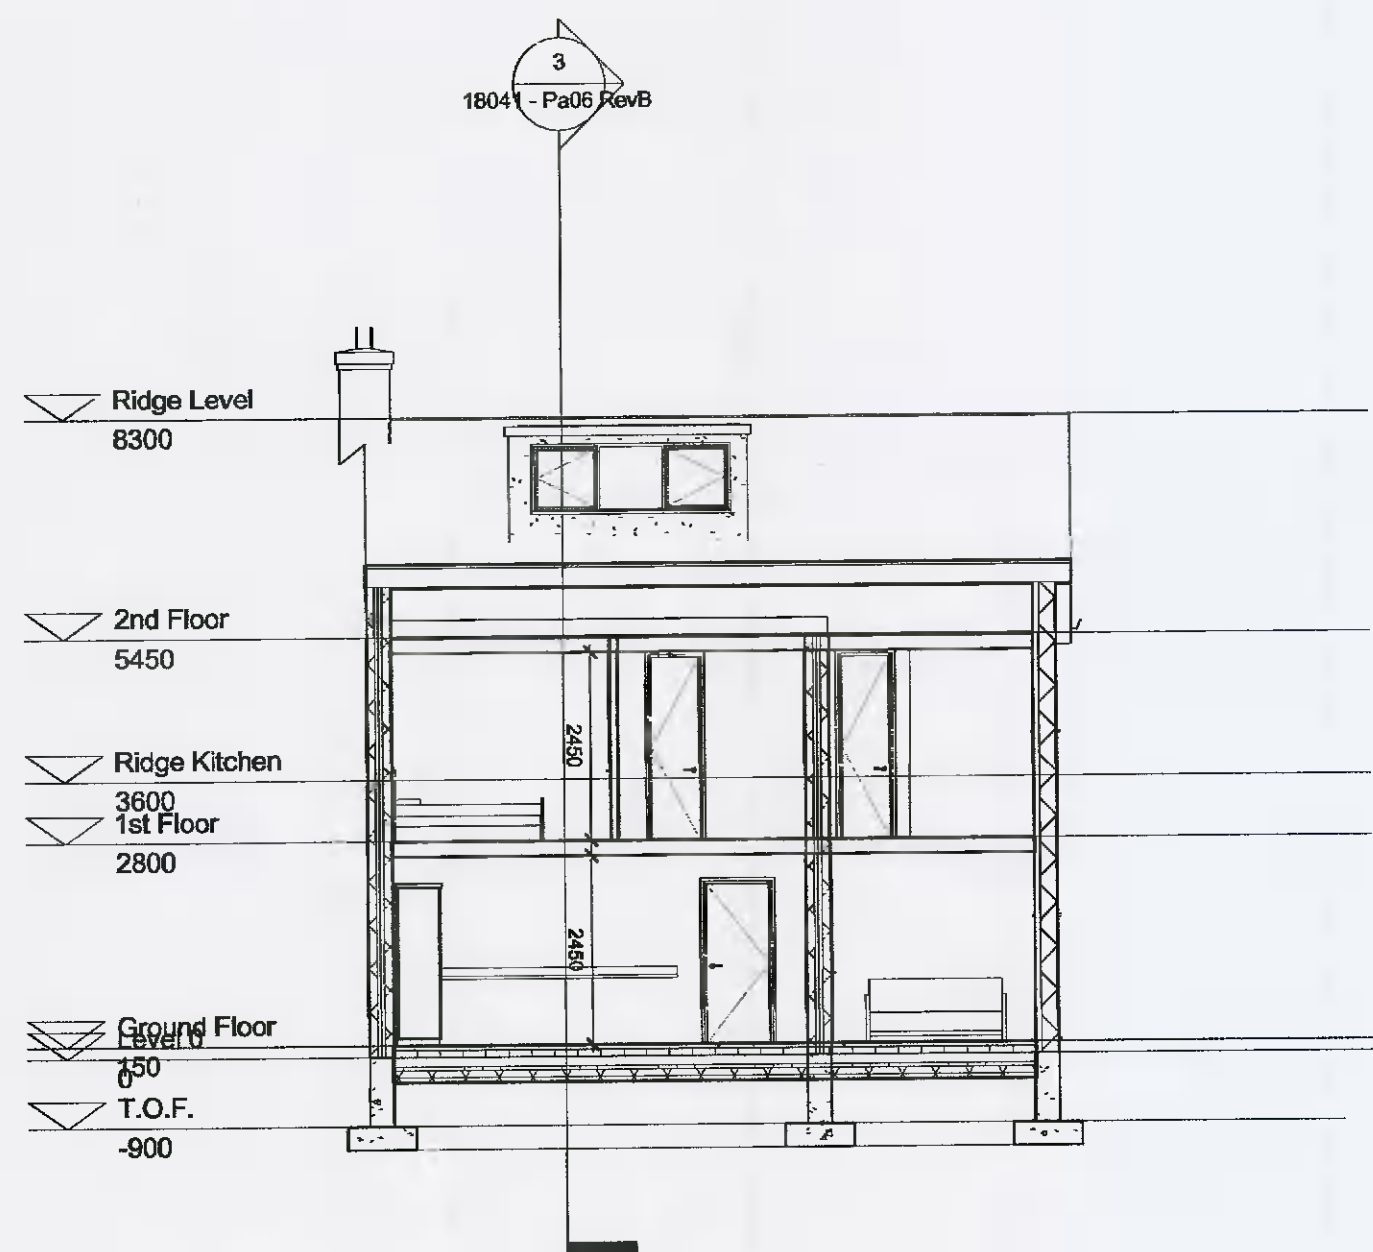 3
18041 - Pa06 RevB
Ridge Level
8300
2nd Floor
5450
2450
Ridge Kitchen
3600
1st Floor
2800
2450
Ground Floor
Level 0
150
0
T.O.F.
-900